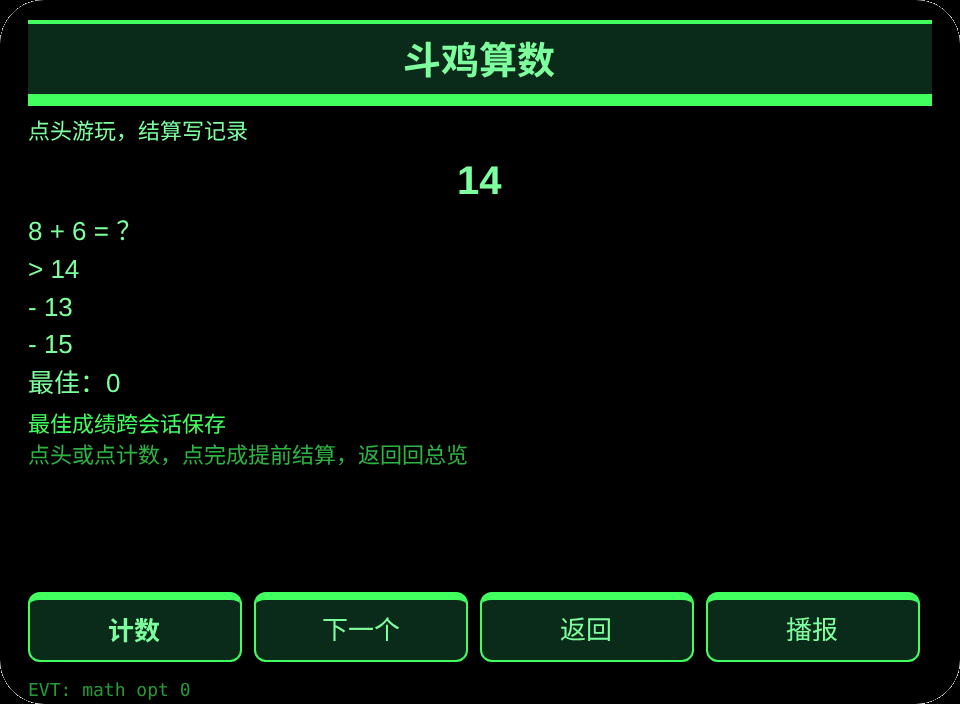 斗鸡算数
点头游玩，结算写记录
14
8 + 6 = ？
> 14
- 13
- 15
最佳：0
最佳成绩跨会话保存
点头或点计数，点完成提前结算，返回回总览
计数
下一个
返回
播报
EVT: math opt 0